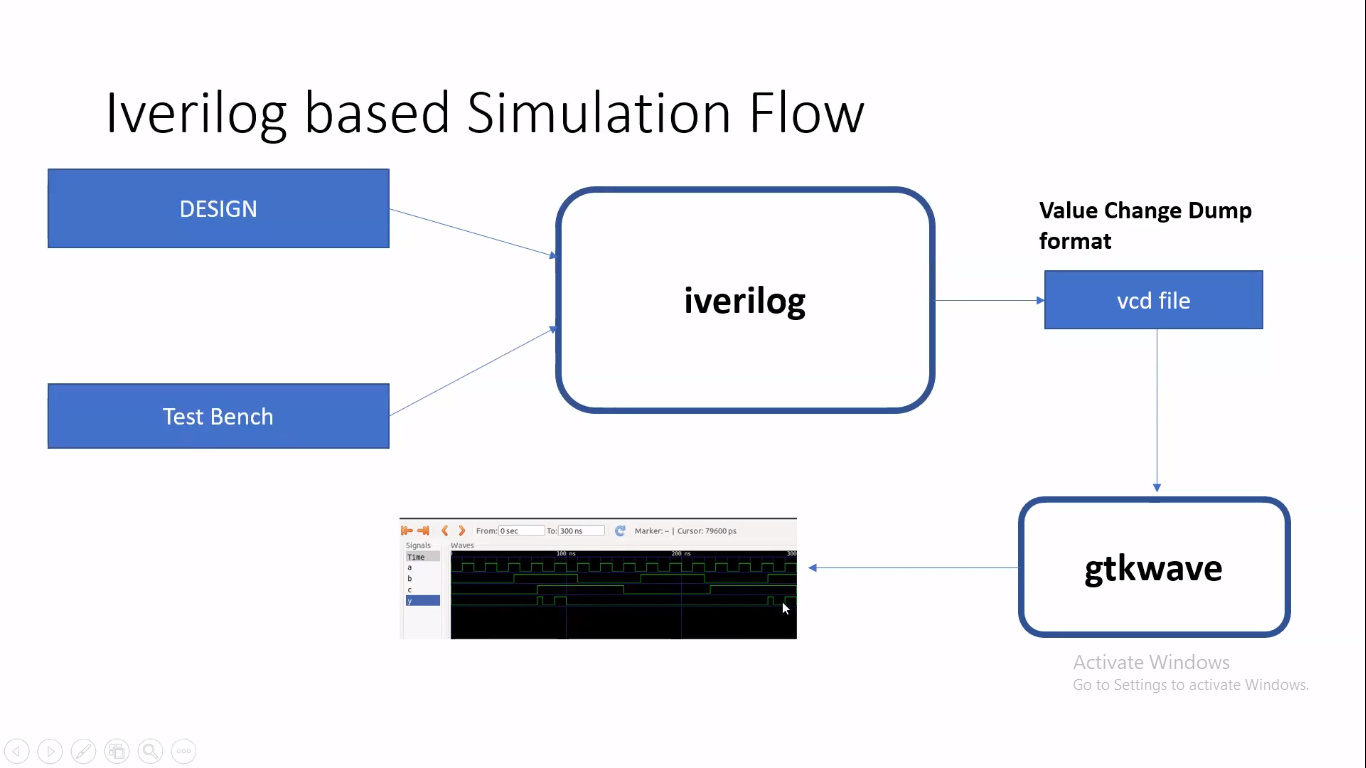 Iverilog based Simulation Flow
DESIGN
Test Bench
iverilog
Value Change Dump
format
vcd file
gtkwave
From: 0 sec To: 300 ns Marker: -- | Cursor: 79600 ps
Signals
Waves
Time
a
b
c
y
100 ns 200 ns 300
Activate Windows
Go to Settings to activate Windows.